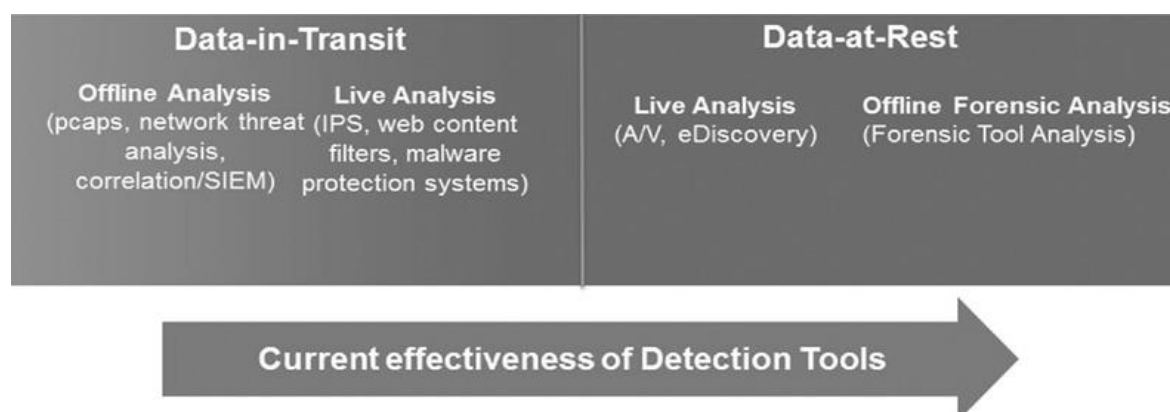 Data-in-Transit
Offline Analysis
(pcaps, network threat
analysis,
correlation/SIEM)
Live Analysis
(IPS, web content
filters, malware
protection systems)
Data-at-Rest
Live Analysis
(A/V, eDiscovery)
Offline Forensic Analysis
(Forensic Tool Analysis)
Current effectiveness of Detection Tools